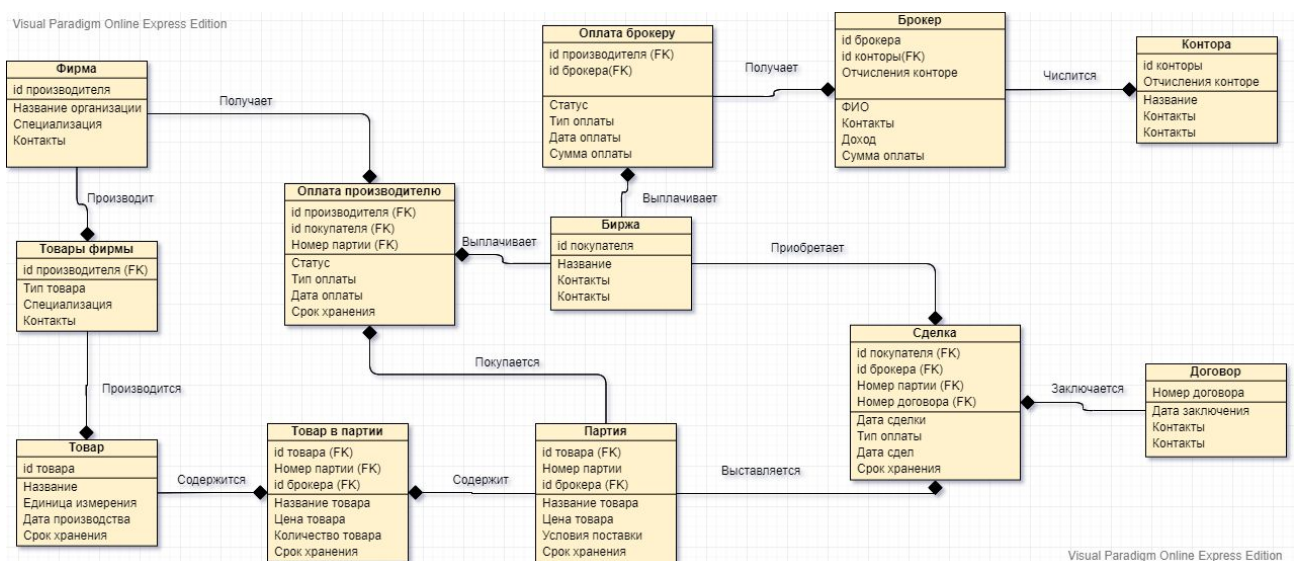 Visual Paradigm Online Express Edition
Фирма
id производителя
Название организации
Специализация
Контакты
Получает
Производит
Товары фирмы
id производителя (FK)
Тип товара
Специализация
Контакты
Производится
Товар
id товара
Название
Единица измерения
Дата производства
Срок хранения
Содержится
Оплата производителю
id производителя (FK)
id покупателя (FK)
Номер партии (FK)
Статус
Тип оплаты
Дата оплаты
Срок хранения
Выплачивает
Покупается
Товар в партии
id товара (FK)
Номер партии (FK)
id брокера (FK)
Название товара
Цена товара
Количество товара
Срок хранения
Содержит
Оплата брокеру
id производителя (FK)
id брокера(FK)
Статус
Тип оплаты
Дата оплаты
Сумма оплаты
Получает
Выплачивает
Биржа
id покупателя
Название
Контакты
Контакты
Приобретает
Партия
id товара (FK)
Номер партии
id брокера (FK)
Название товара
Цена товара
Условия поставки
Срок хранения
Выставляется
Брокер
id брокера
id конторы(FK)
Отчисления конторе
ФИО
Контакты
Доход
Сумма оплаты
Числится
Контора
id конторы
Отчисления конторе
Название
Контакты
Контакты
Сделка
id покупателя (FK)
id брокера (FK)
Номер партии (FK)
Номер договора (FK)
Дата сделки
Тип оплаты
Дата сдел
Срок хранения
Заключается
Договор
Номер договора
Дата заключения
Контакты
Контакты
Visual Paradigm Online Express Edition